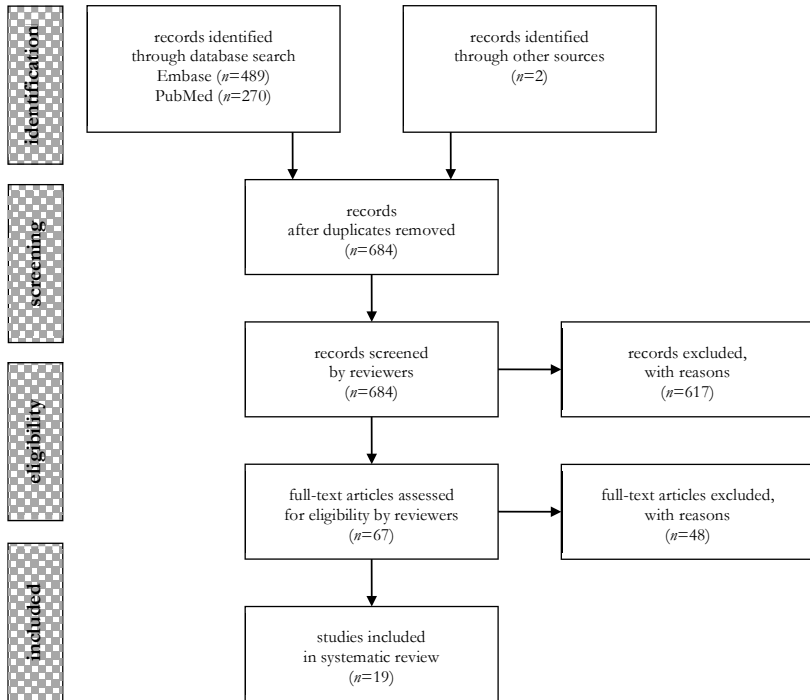 identification
records identified
through database search
Embase (n=489)
PubMed (n=270)
records identified
through other sources
(n=2)
screening
records
after duplicates removed
(n=684)
records screened
by reviewers
(n=684)
records excluded,
with reasons
(n=617)
eligibility
full-text articles assessed
for eligibility by reviewers
(n=67)
full-text articles excluded,
with reasons
(n=48)
included
studies included
in systematic review
(n=19)